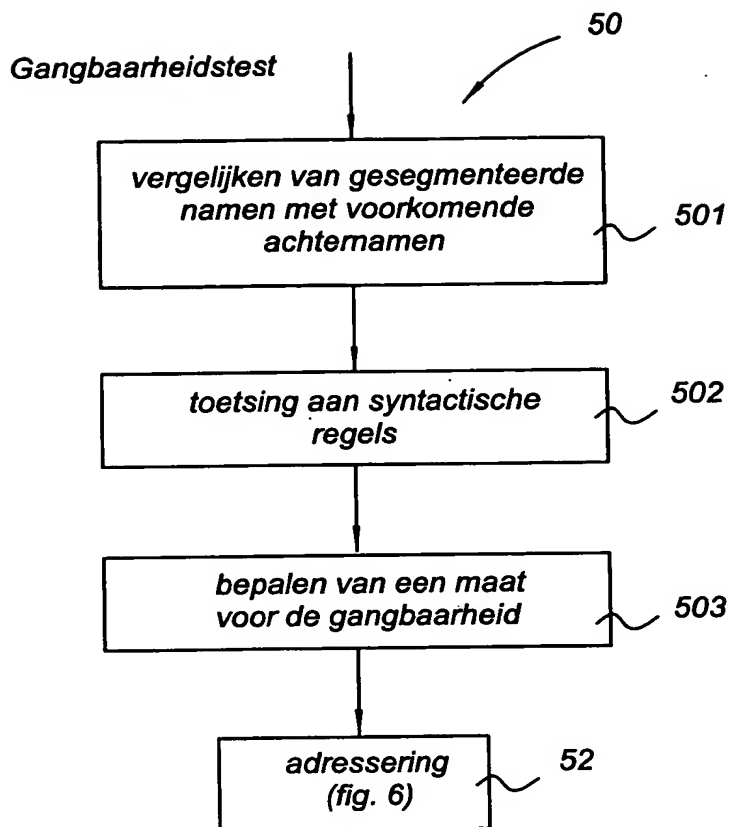 50
Gangbaarheidstest
vergelijken van gesegmenteerde
namen met voorkomende
achternamen
501
toetsing aan syntactische
regels
502
bepalen van een maat
voor de gangbaarheid
503
adressering
(fig. 6)
52